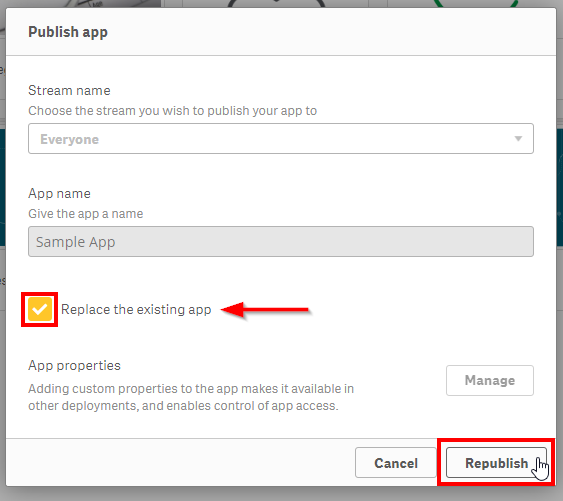 Publish app
Stream name
Choose the stream you wish to publish your app to
Everyone
App name
Give the app a name
Sample App
Replace the existing app
App properties
Adding custom properties to the app makes it available in
other deployments, and enables control of app access.
Manage
Cancel
Republish